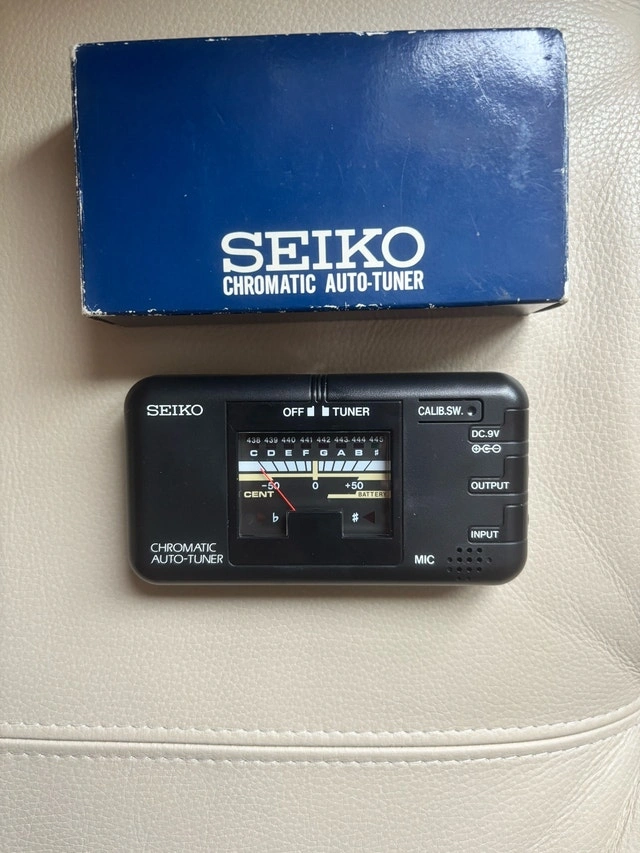 SEIKO
CHROMATIC AUTO-TUNER
SEIKO
OFF TUNER
CALIB.SW.
438 439 440 441 442 443 444 445
C D E F G A B ♯
-50 0 +50
CENT
BATTERY
♭ ♯
DC.9V
OUTPUT
INPUT
CHROMATIC
AUTO-TUNER
MIC